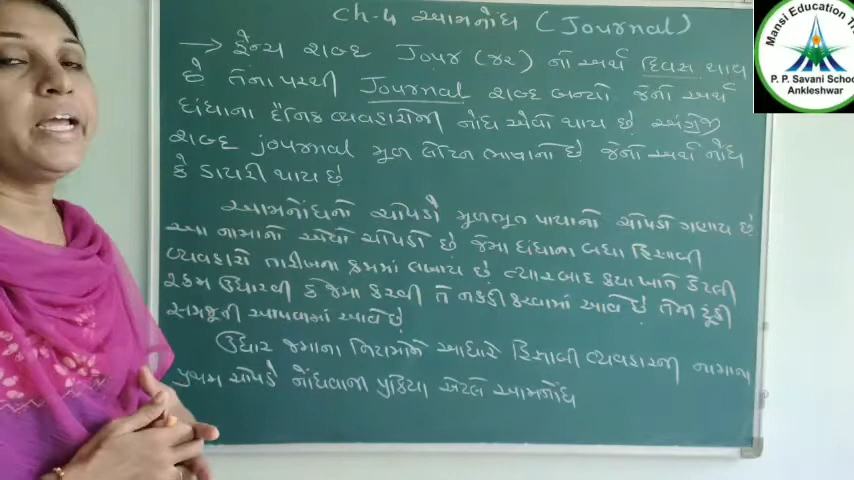 Ch-4 આમનોંધ (Journal)
→ ફ્રેન્ચ શબ્દ Jour (જર) નો અર્થ દિવસ થાય
છે તેના પરથી Journal શબ્દ બન્યો જેનો અર્થ
ધંધાના દૈનિક વ્યવહારોની નોંધ એવો થાય છે અંગ્રેજી
શબ્દ journal મૂળ લેટિન ભાષાનો છે જેનો અર્થ નોંધ
કે ડાયરી થાય છે
આમનોંધનો ચોપડો મૂળભૂત પાયાનો ચોપડો ગણાય છે
આ નામાનો એવો ચોપડો છે જેમાં ધંધાના બધા હિસાબી
વ્યવહારો તારીખના ક્રમમાં લખાય છે ત્યારબાદ કયા ખાતે કેટલી
રકમ ઉધારવી કે જમા કરવી તે નક્કી કરવામાં આવે છે તેમજ ટૂંકી
સમજૂતી આપવામાં આવે છે
ઉધાર જમાના નિયમોને આધારે હિસાબી વ્યવહારની નામાના
પ્રથમ ચોપડે નોંધવાની પ્રક્રિયા એટલે આમનોંધ
Mansi Education
P. P. Savani School
Ankleshwar